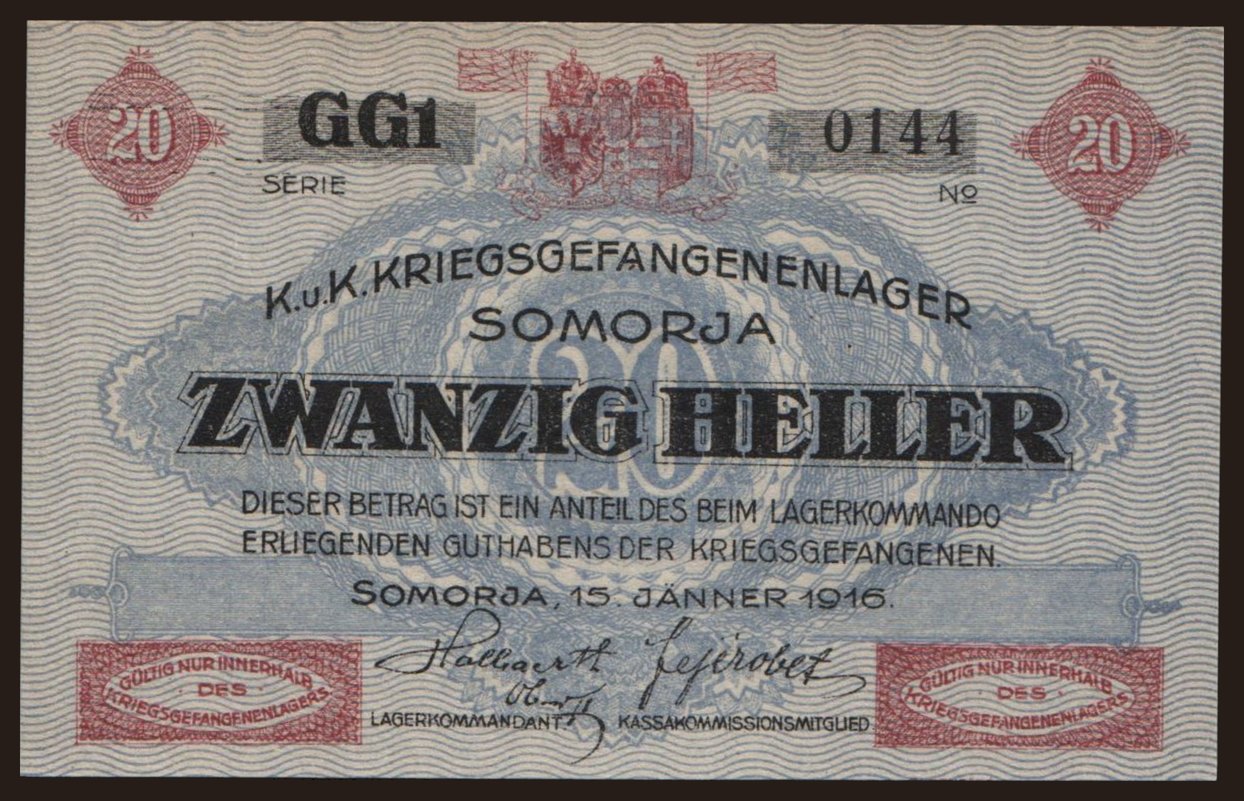 20
GG1
0144
20
SERIE
No
K.u.K. KRIEGSGEFANGENENLAGER
SOMORJA
20
ZWANZIG HELLER
20
DIESER BETRAG IST EIN ANTEIL DES BEIM LAGERKOMMANDO
ERLIEGENDEN GUTHABENS DER KRIEGSGEFANGENEN.
SOMORJA, 15. JÄNNER 1916.
GÜLTIG NUR INNERHALB
DES
KRIEGSGEFANGENENLAGERS
LAGERKOMMANDANT
KASSAKOMMISSIONSMITGLIED
GÜLTIG NUR INNERHALB
DES
KRIEGSGEFANGENENLAGERS